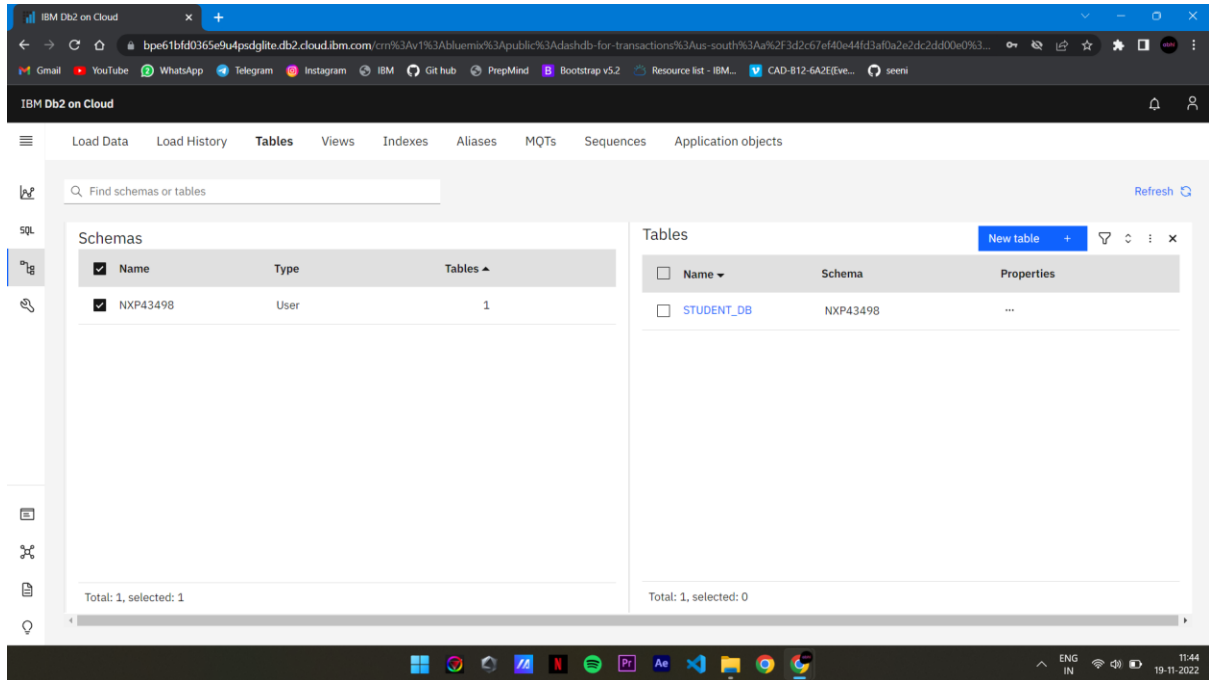 IBM Db2 on Cloud
bpe61bfd0365e9u4psdglite.db2.cloud.ibm.com/crn%3Av1%3Abluemix%3Apublic%3Adashdb-for-transactions%3Aus-south%3Aa%2F3d2c67ef40e44fd3af0a2e2dc2dd00e0%3...
Gmail YouTube WhatsApp Telegram Instagram IBM Git hub PrepMind Bootstrap v5.2 Resource list - IBM... CAD-B12-6A2E(Eve... seeni
IBM Db2 on Cloud
Load Data Load History Tables Views Indexes Aliases MQTs Sequences Application objects
Find schemas or tables Refresh
SQL
Schemas Tables New table +
Name Type Tables Name Schema Properties
NXP43498 User 1 STUDENT_DB NXP43498 ...
Total: 1, selected: 1 Total: 1, selected: 0
ENG 11:44
IN 19-11-2022